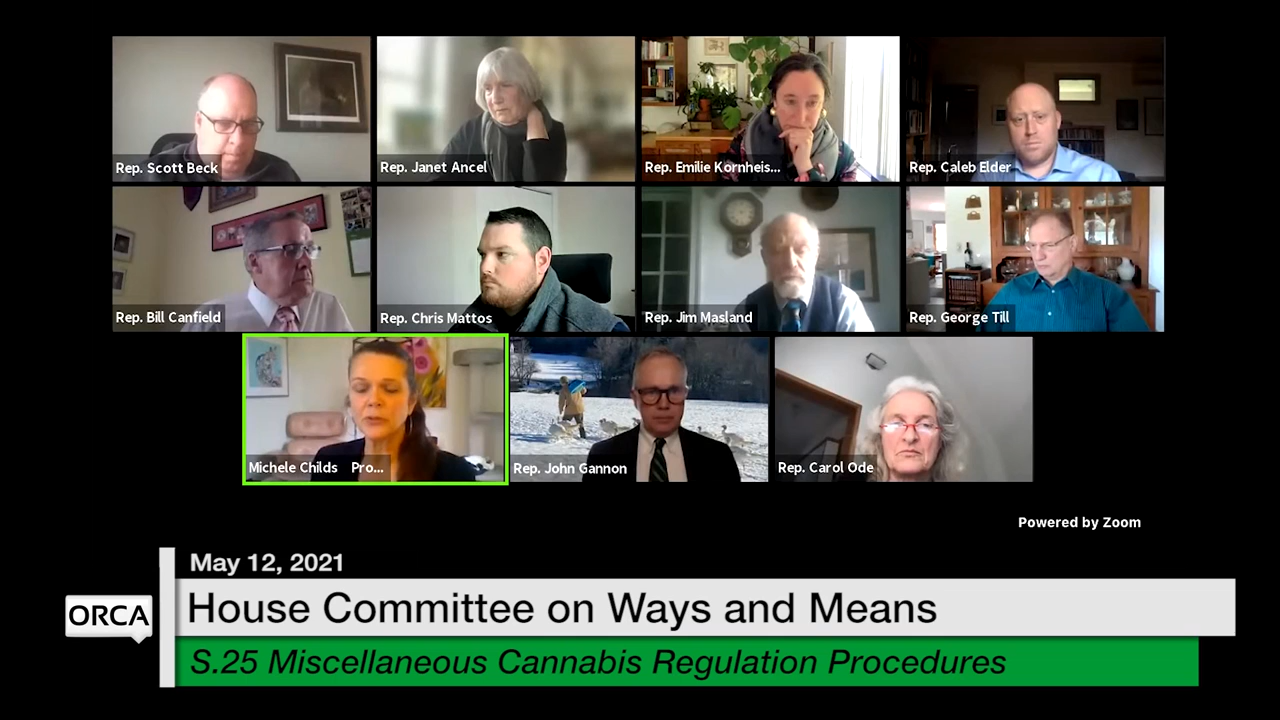 Rep. Scott Beck
Rep. Janet Ancel
Rep. Emilie Kornheis...
Rep. Caleb Elder
Rep. Bill Canfield
Rep. Chris Mattos
Rep. Jim Masland
Rep. George Till
Michele Childs Pro...
Rep. John Gannon
Rep. Carol Ode
Powered by Zoom
May 12, 2021
ORCA
House Committee on Ways and Means
S.25 Miscellaneous Cannabis Regulation Procedures